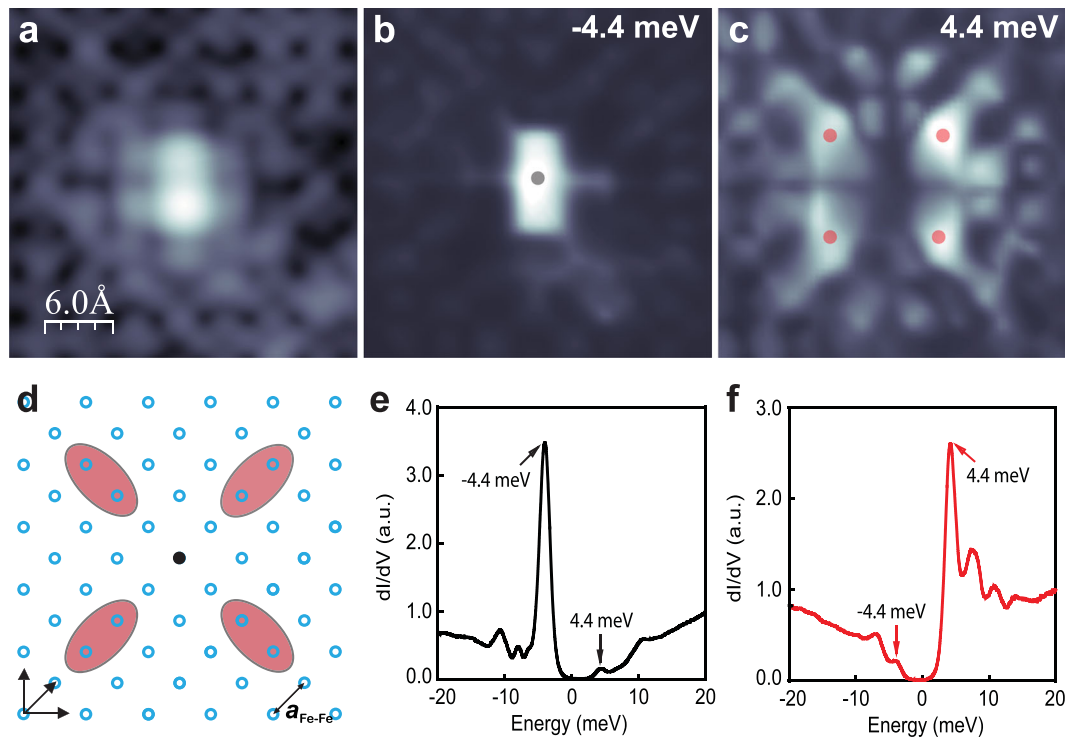 a
6.0Å
b
-4.4 meV
c
4.4 meV
d
a Fe-Fe
e
4.0
3.0
2.0
1.0
0.0
dI/dV (a.u.)
-4.4 meV
4.4 meV
-20
-10
0
10
20
Energy (meV)
f
3.0
2.0
1.0
0.0
dI/dV (a.u.)
4.4 meV
-4.4 meV
-20
-10
0
10
20
Energy (meV)